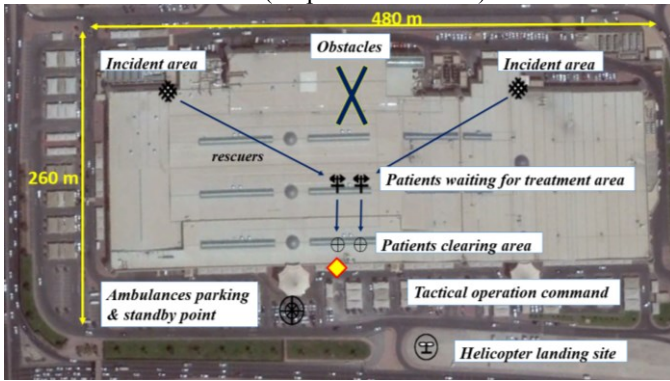 480 m
Obstacles
Incident area
Incident area
rescuers
260 m
Patients waiting for treatment area
Patients clearing area
Ambulances parking
& standby point
Tactical operation command
Helicopter landing site